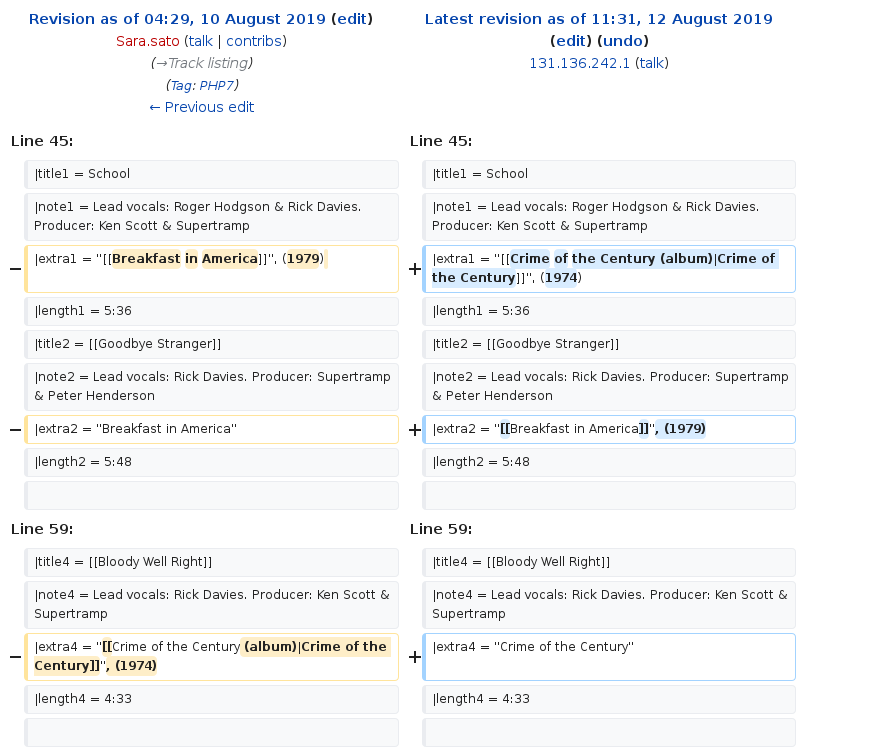 Revision as of 04:29, 10 August 2019 (edit)
Sara.sato (talk | contribs)
(→Track listing)
(Tag: PHP7)
← Previous edit
Latest revision as of 11:31, 12 August 2019
(edit) (undo)
131.136.242.1 (talk)
Line 45:
Line 45:
|title1 = School
|title1 = School
|note1 = Lead vocals: Roger Hodgson & Rick Davies.
Producer: Ken Scott & Supertramp
|note1 = Lead vocals: Roger Hodgson & Rick Davies.
Producer: Ken Scott & Supertramp
− |extra1 = "[[Breakfast in America]]", (1979)
+ |extra1 = "[[Crime of the Century (album)|Crime of
the Century]]", (1974)
|length1 = 5:36
|length1 = 5:36
|title2 = [[Goodbye Stranger]]
|title2 = [[Goodbye Stranger]]
|note2 = Lead vocals: Rick Davies. Producer: Supertramp
& Peter Henderson
|note2 = Lead vocals: Rick Davies. Producer: Supertramp
& Peter Henderson
− |extra2 = "Breakfast in America"
+ |extra2 = "[[Breakfast in America]]", (1979)
|length2 = 5:48
|length2 = 5:48
Line 59:
Line 59:
|title4 = [[Bloody Well Right]]
|title4 = [[Bloody Well Right]]
|note4 = Lead vocals: Rick Davies. Producer: Ken Scott &
Supertramp
|note4 = Lead vocals: Rick Davies. Producer: Ken Scott &
Supertramp
− |extra4 = "[[Crime of the Century (album)|Crime of the
Century]]", (1974)
+ |extra4 = "Crime of the Century"
|length4 = 4:33
|length4 = 4:33